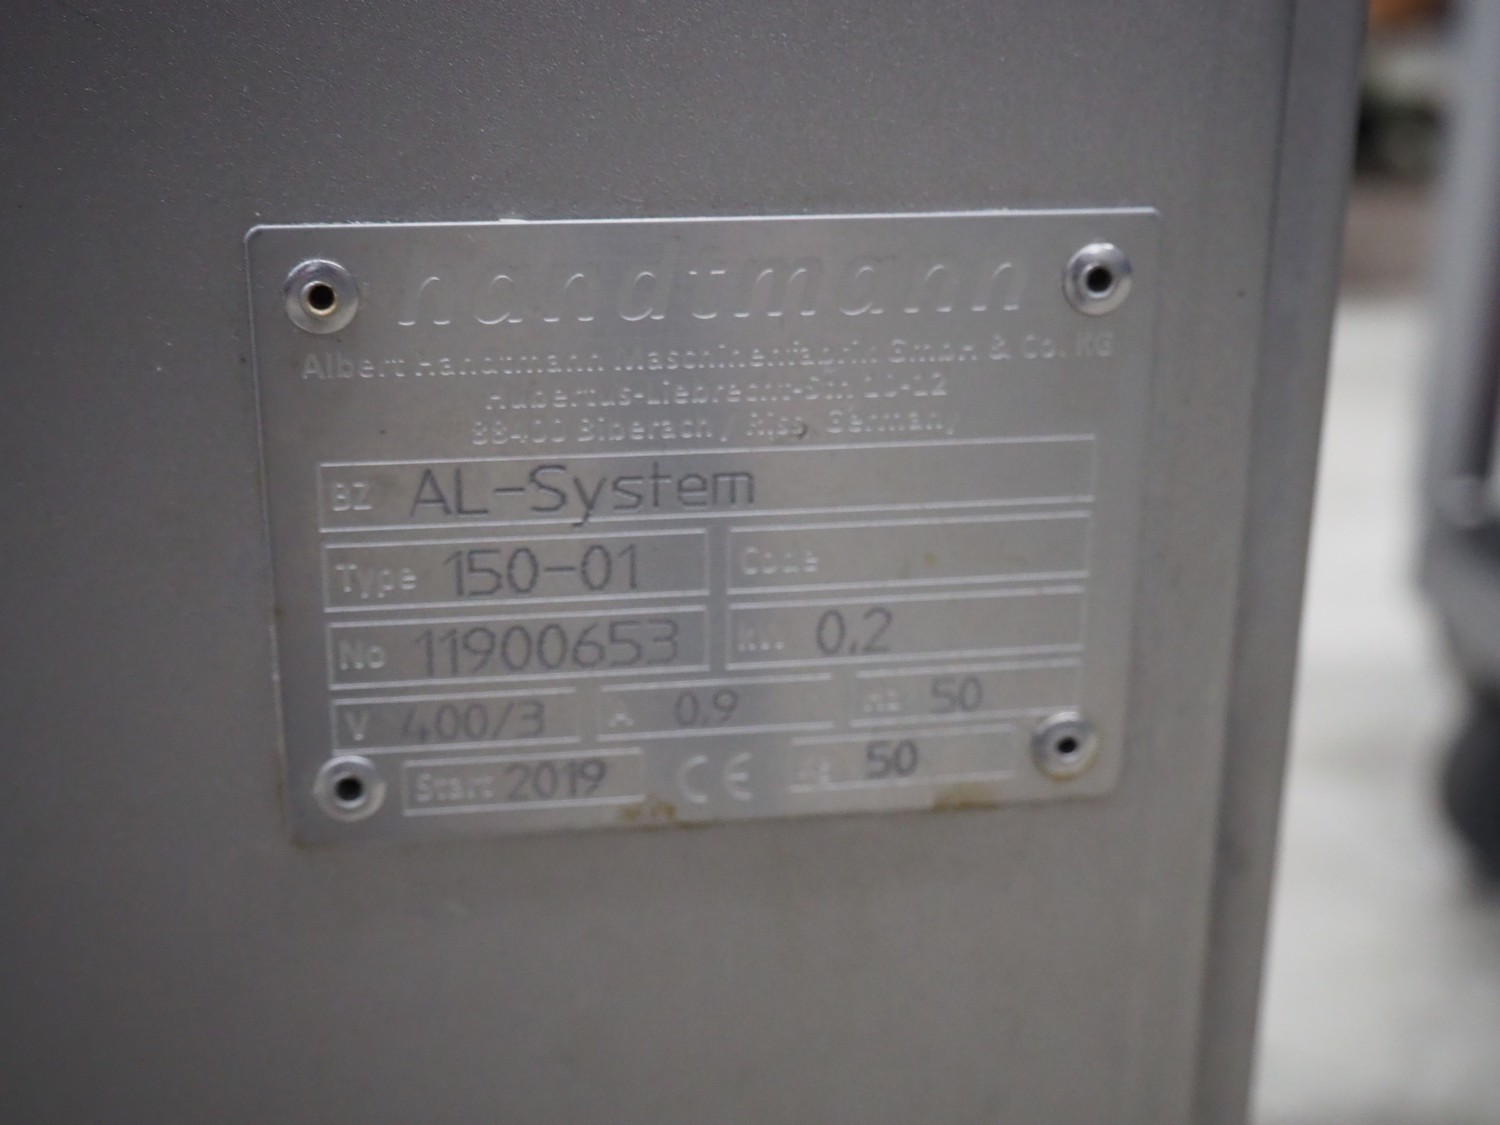 handtmann
Albert Handtmann Maschinenfabrik GmbH & Co. KG
Hubertus-Liebrecht-Str. 10-12
88400 Biberach / Riss, Germany
BZ AL-System
Type 150-01 Code
No 11900653 kW 0,2
V 400/3 A 0,9 Hz 50
Start 2019 CE 50